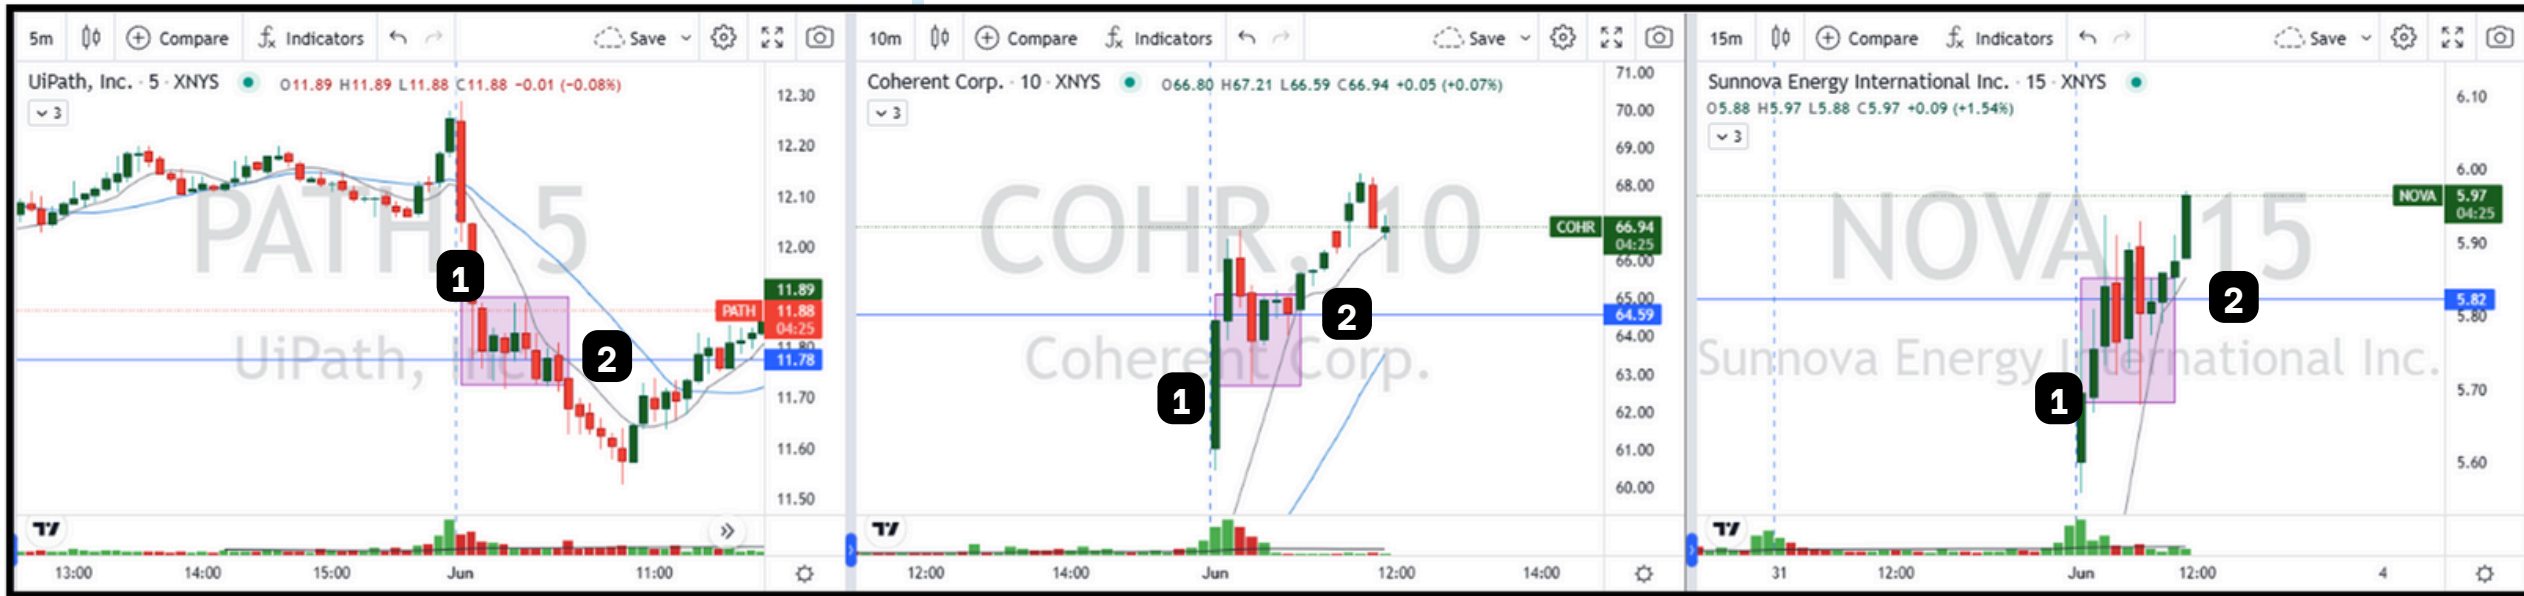 5m Compare Indicators Save
UiPath, Inc. · 5 · XNYS O11.89 H11.89 L11.88 C11.88 −0.01 (−0.08%)
3
PATH, 5
UiPath, Inc.
1
2
12.30
12.20
12.10
12.00
11.89
PATH 11.88
04:25
11.80
11.78
11.70
11.60
11.50
13:00 14:00 15:00 Jun 11:00
10m Compare Indicators Save
Coherent Corp. · 10 · XNYS O66.80 H67.21 L66.59 C66.94 +0.05 (+0.07%)
3
COHR, 10
Coherent Corp.
1
2
71.00
70.00
69.00
68.00
COHR 66.94
04:25
66.00
65.00
64.59
64.00
63.00
62.00
61.00
60.00
12:00 14:00 Jun 12:00 14:00
15m Compare Indicators Save
Sunnova Energy International Inc. · 15 · XNYS
O5.88 H5.97 L5.88 C5.97 +0.09 (+1.54%)
3
NOVA, 15
Sunnova Energy International Inc.
1
2
6.10
6.00
NOVA 5.97
04:25
5.90
5.82
5.80
5.70
5.60
31 12:00 Jun 12:00 4